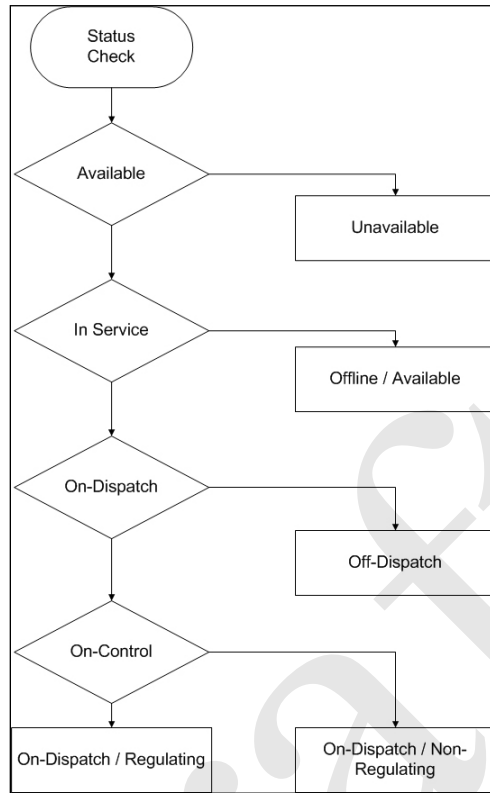 Status
Check
Available
Unavailable
In Service
Offline / Available
On-Dispatch
Off-Dispatch
On-Control
On-Dispatch / Regulating
On-Dispatch / Non-
Regulating